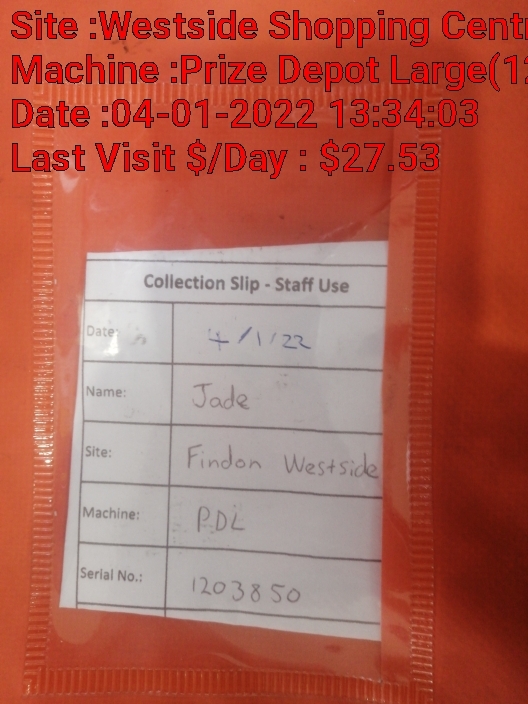 Site :Westside Shopping Cent
Machine :Prize Depot Large(12
Date :04-01-2022 13:34:03
Last Visit $/Day : $27.53
Collection Slip - Staff Use
Date: 4/1/22
Name: Jade
Site: Findon Westside
Machine: PDL
Serial No.: 1203850